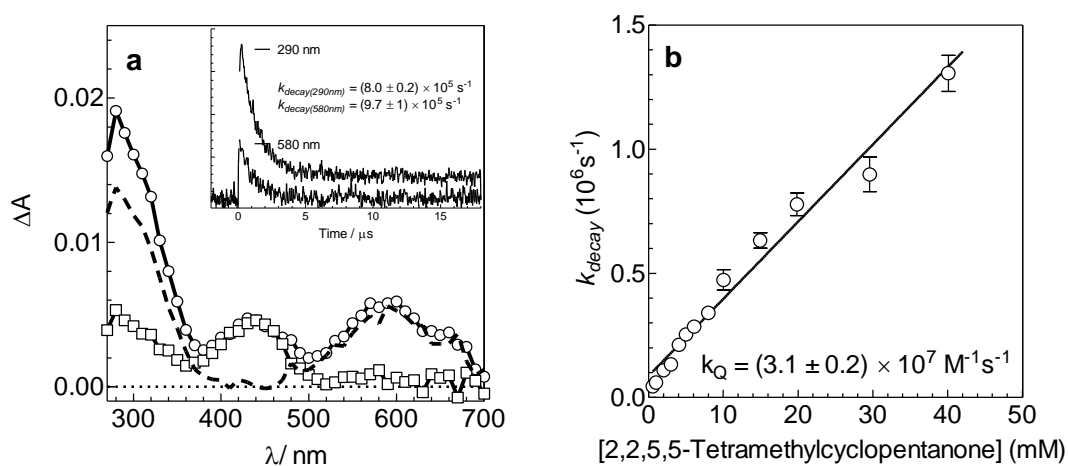 a
290 nm
k_decay(290nm) = (8.0 ± 0.2) × 10^5 s^-1
k_decay(580nm) = (9.7 ± 1) × 10^5 s^-1
580 nm
0 5 10 15
Time / μs
0.02
0.01
0.00
ΔA
300 400 500 600 700
λ/ nm
b
1.5
1.0
0.5
0.0
k_decay (10^6 s^-1)
k_Q = (3.1 ± 0.2) × 10^7 M^-1 s^-1
0 10 20 30 40 50
[2,2,5,5-Tetramethylcyclopentanone] (mM)